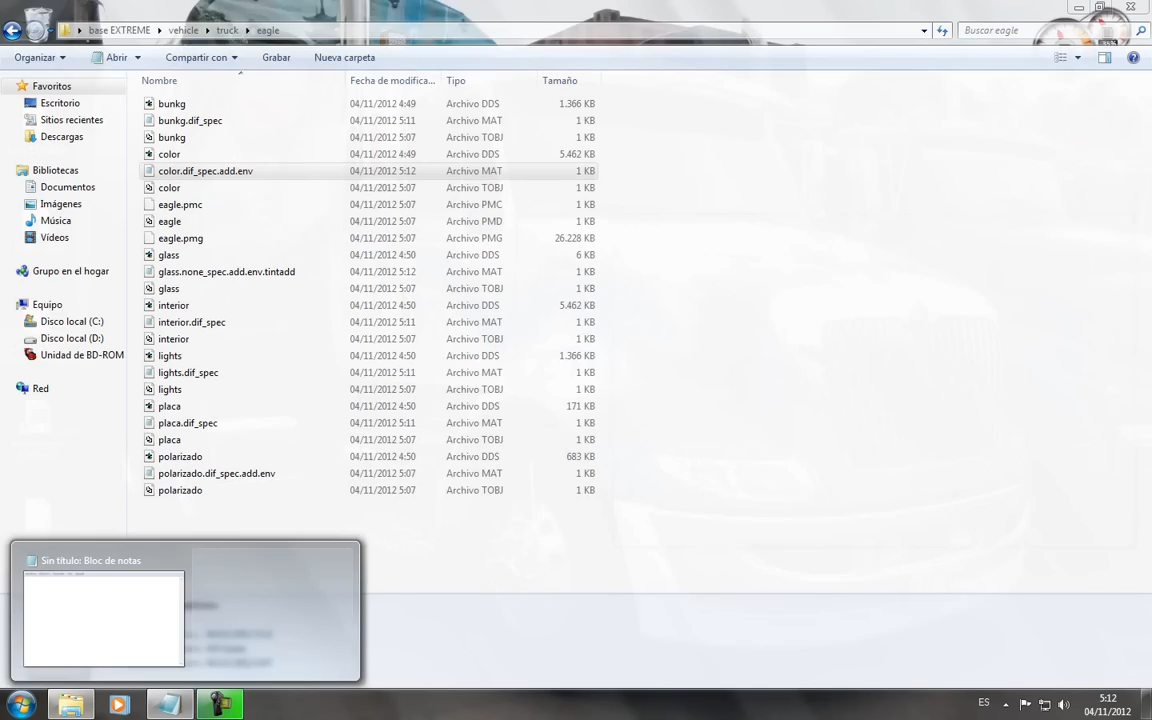 base EXTREME
vehicle
truck
eagle
Buscar eagle
Organizar
Abrir
Compartir con
Grabar
Nueva carpeta
Favoritos
Escritorio
Sitios recientes
Descargas
Bibliotecas
Documentos
Imágenes
Música
Vídeos
Grupo en el hogar
Equipo
Disco local (C:)
Disco local (D:)
Unidad de BD-ROM
Red
Nombre Fecha de modifica... Tipo Tamaño
bunkg 04/11/2012 4:49 Archivo DDS 1.366 KB
bunkg.dif_spec 04/11/2012 5:11 Archivo MAT 1 KB
bunkg 04/11/2012 5:07 Archivo TOBJ 1 KB
color 04/11/2012 4:49 Archivo DDS 5.462 KB
color.dif_spec.add.env 04/11/2012 5:12 Archivo MAT 1 KB
color 04/11/2012 5:07 Archivo TOBJ 1 KB
eagle.pmc 04/11/2012 5:07 Archivo PMC 1 KB
eagle 04/11/2012 5:07 Archivo PMD 1 KB
eagle.pmg 04/11/2012 5:07 Archivo PMG 26.228 KB
glass 04/11/2012 4:50 Archivo DDS 6 KB
glass.none_spec.add.env.tintadd 04/11/2012 5:12 Archivo MAT 1 KB
glass 04/11/2012 5:07 Archivo TOBJ 1 KB
interior 04/11/2012 4:50 Archivo DDS 5.462 KB
interior.dif_spec 04/11/2012 5:11 Archivo MAT 1 KB
interior 04/11/2012 5:07 Archivo TOBJ 1 KB
lights 04/11/2012 4:50 Archivo DDS 1.366 KB
lights.dif_spec 04/11/2012 5:11 Archivo MAT 1 KB
lights 04/11/2012 5:07 Archivo TOBJ 1 KB
placa 04/11/2012 4:50 Archivo DDS 171 KB
placa.dif_spec 04/11/2012 5:11 Archivo MAT 1 KB
placa 04/11/2012 5:07 Archivo TOBJ 1 KB
polarizado 04/11/2012 4:50 Archivo DDS 683 KB
polarizado.dif_spec.add.env 04/11/2012 5:07 Archivo MAT 1 KB
polarizado 04/11/2012 5:07 Archivo TOBJ 1 KB
Sin título: Bloc de notas
ES
5:12
04/11/2012